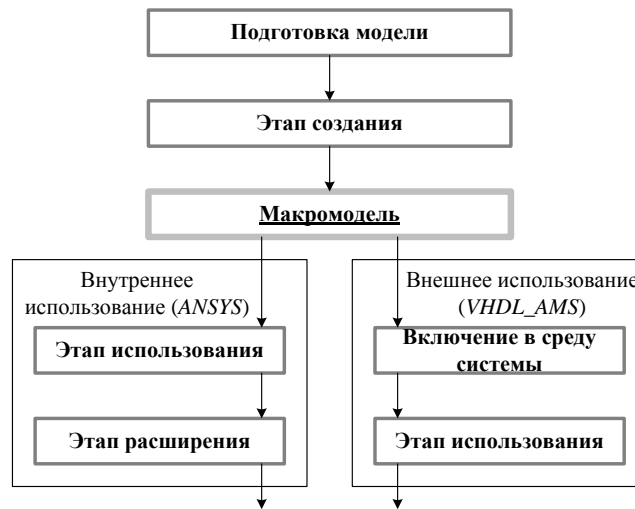 Подготовка модели
Этап создания
Макромодель
Внутреннее
использование (ANSYS)
Этап использования
Этап расширения
Внешнее использование
(VHDL_AMS)
Включение в среду
системы
Этап использования